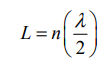 L = n(λ/2)